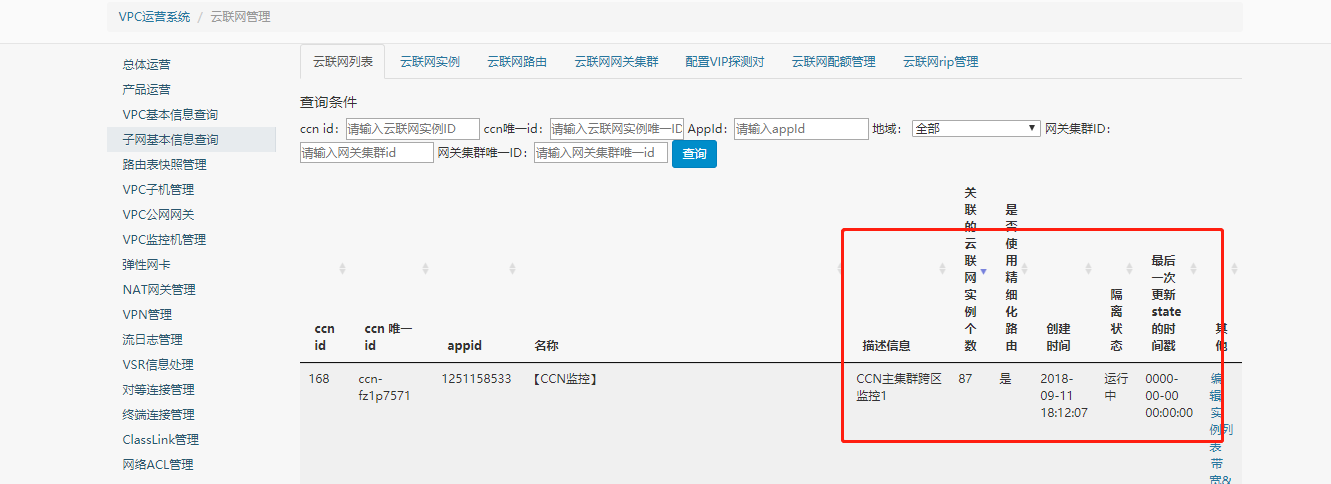 VPC运营系统 / 云联网管理
总体运营
产品运营
VPC基本信息查询
子网基本信息查询
路由表快照管理
VPC子机管理
VPC公网网关
VPC监控机管理
弹性网卡
NAT网关管理
VPN管理
流日志管理
VSR信息处理
对等连接管理
终端连接管理
ClassLink管理
网络ACL管理
云联网列表 云联网实例 云联网路由 云联网网关集群 配置VIP探测对 云联网配额管理 云联网rip管理
查询条件
ccn id: 请输入云联网实例ID ccn唯一id: 请输入云联网实例唯一ID AppId: 请输入appId 地域: 全部 网关集群ID:
请输入网关集群id 网关集群唯一ID: 请输入网关集群唯一id 查询
ccn
id
ccn 唯一
id
appid
名称
描述信息
关
联
的
云
联
网
实
例
个
数
是
否
使
用
精
细
化
路
由
创建
时间
隔
离
状
态
最后
一次
更新
state
的时
间戳
其
他
168
ccn-
fz1p7571
1251158533
【CCN监控】
CCN主集群跨区
监控1
87
是
2018-
09-11
18:12:07
运行
中
0000-
00-00
00:00:00
编
辑
实
例列
表
带
宽&